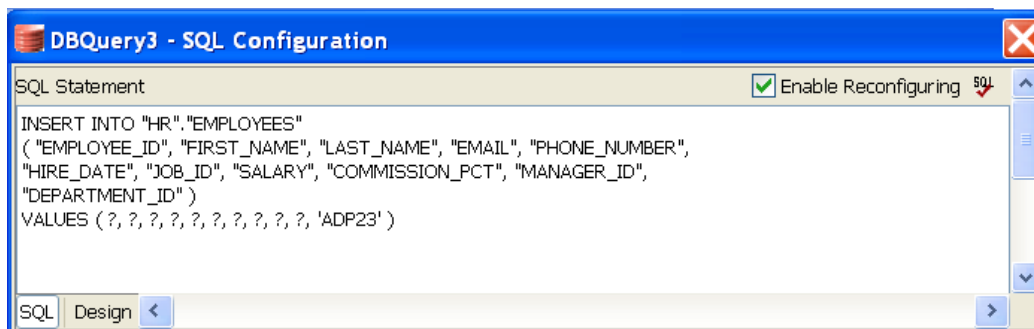 DBQuery3 - SQL Configuration
SQL Statement Enable Reconfiguring SQL
INSERT INTO "HR"."EMPLOYEES"
( "EMPLOYEE_ID", "FIRST_NAME", "LAST_NAME", "EMAIL", "PHONE_NUMBER",
"HIRE_DATE", "JOB_ID", "SALARY", "COMMISSION_PCT", "MANAGER_ID",
"DEPARTMENT_ID" )
VALUES ( ?, ?, ?, ?, ?, ?, ?, ?, ?, ?, 'ADP23' )
SQL Design